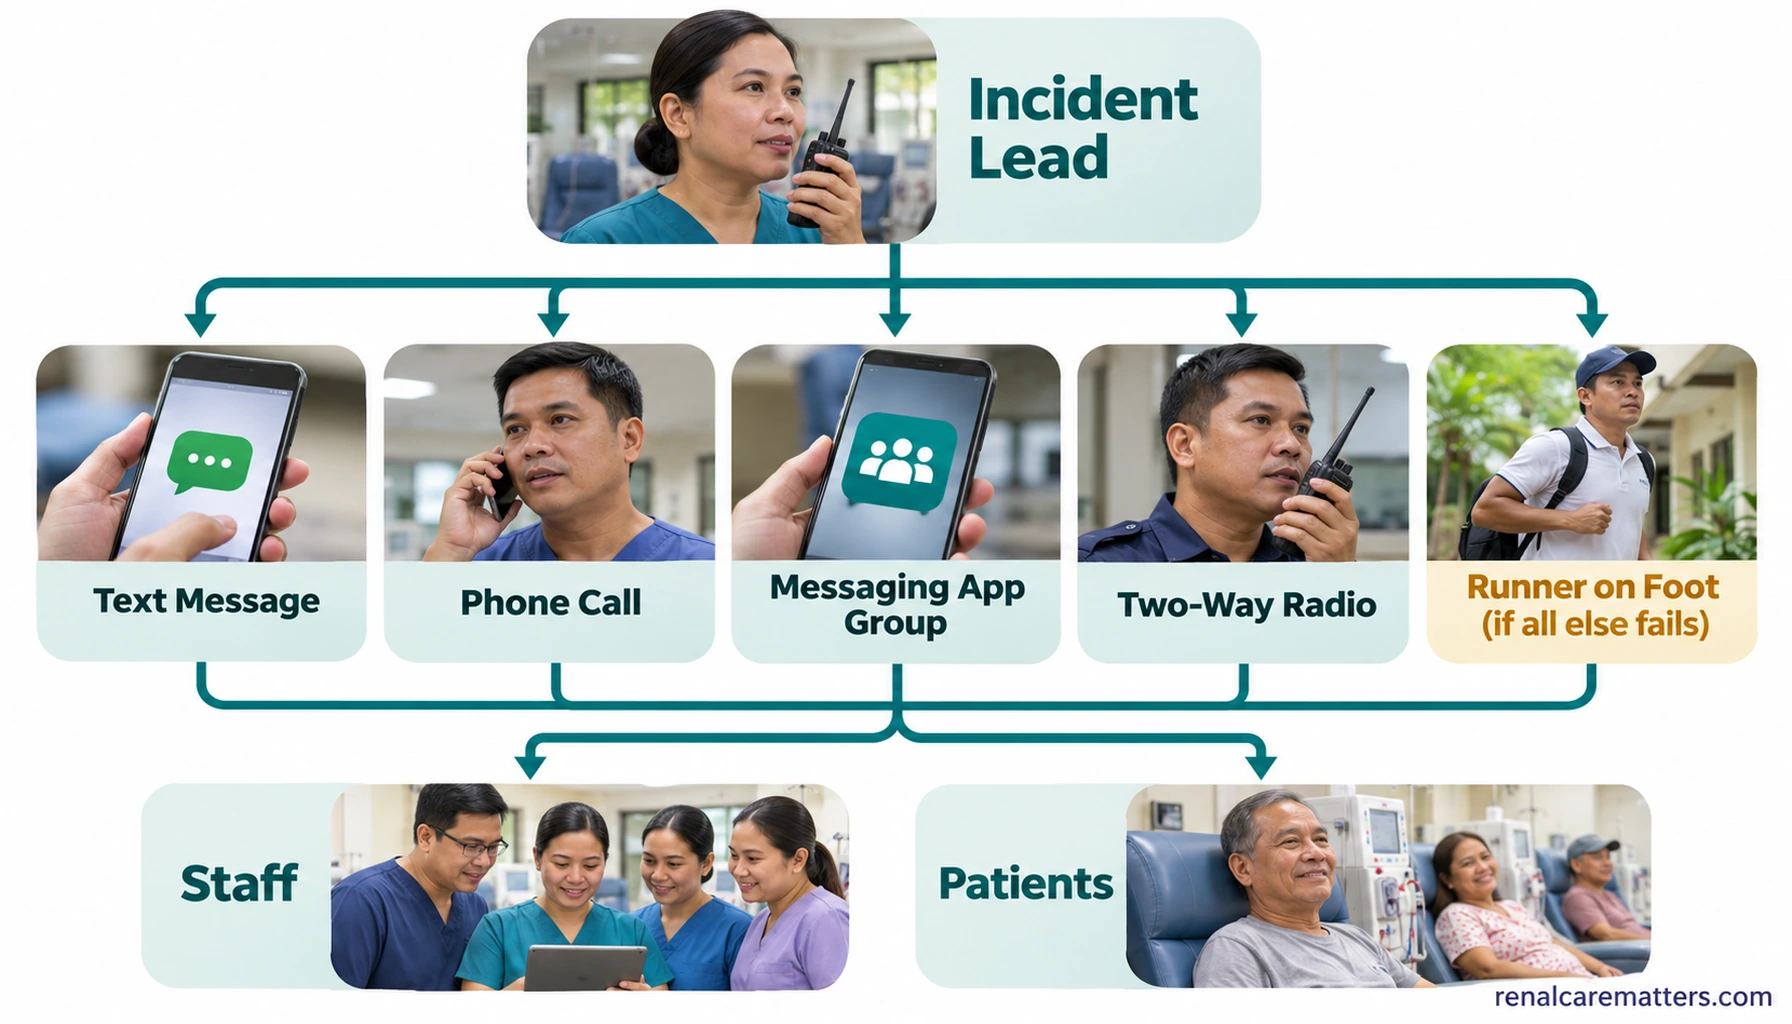 Incident
Lead
Text Message
Phone Call
Messaging App
Group
Two-Way Radio
Runner on Foot
(if all else fails)
Staff
Patients
renalcarematters.com